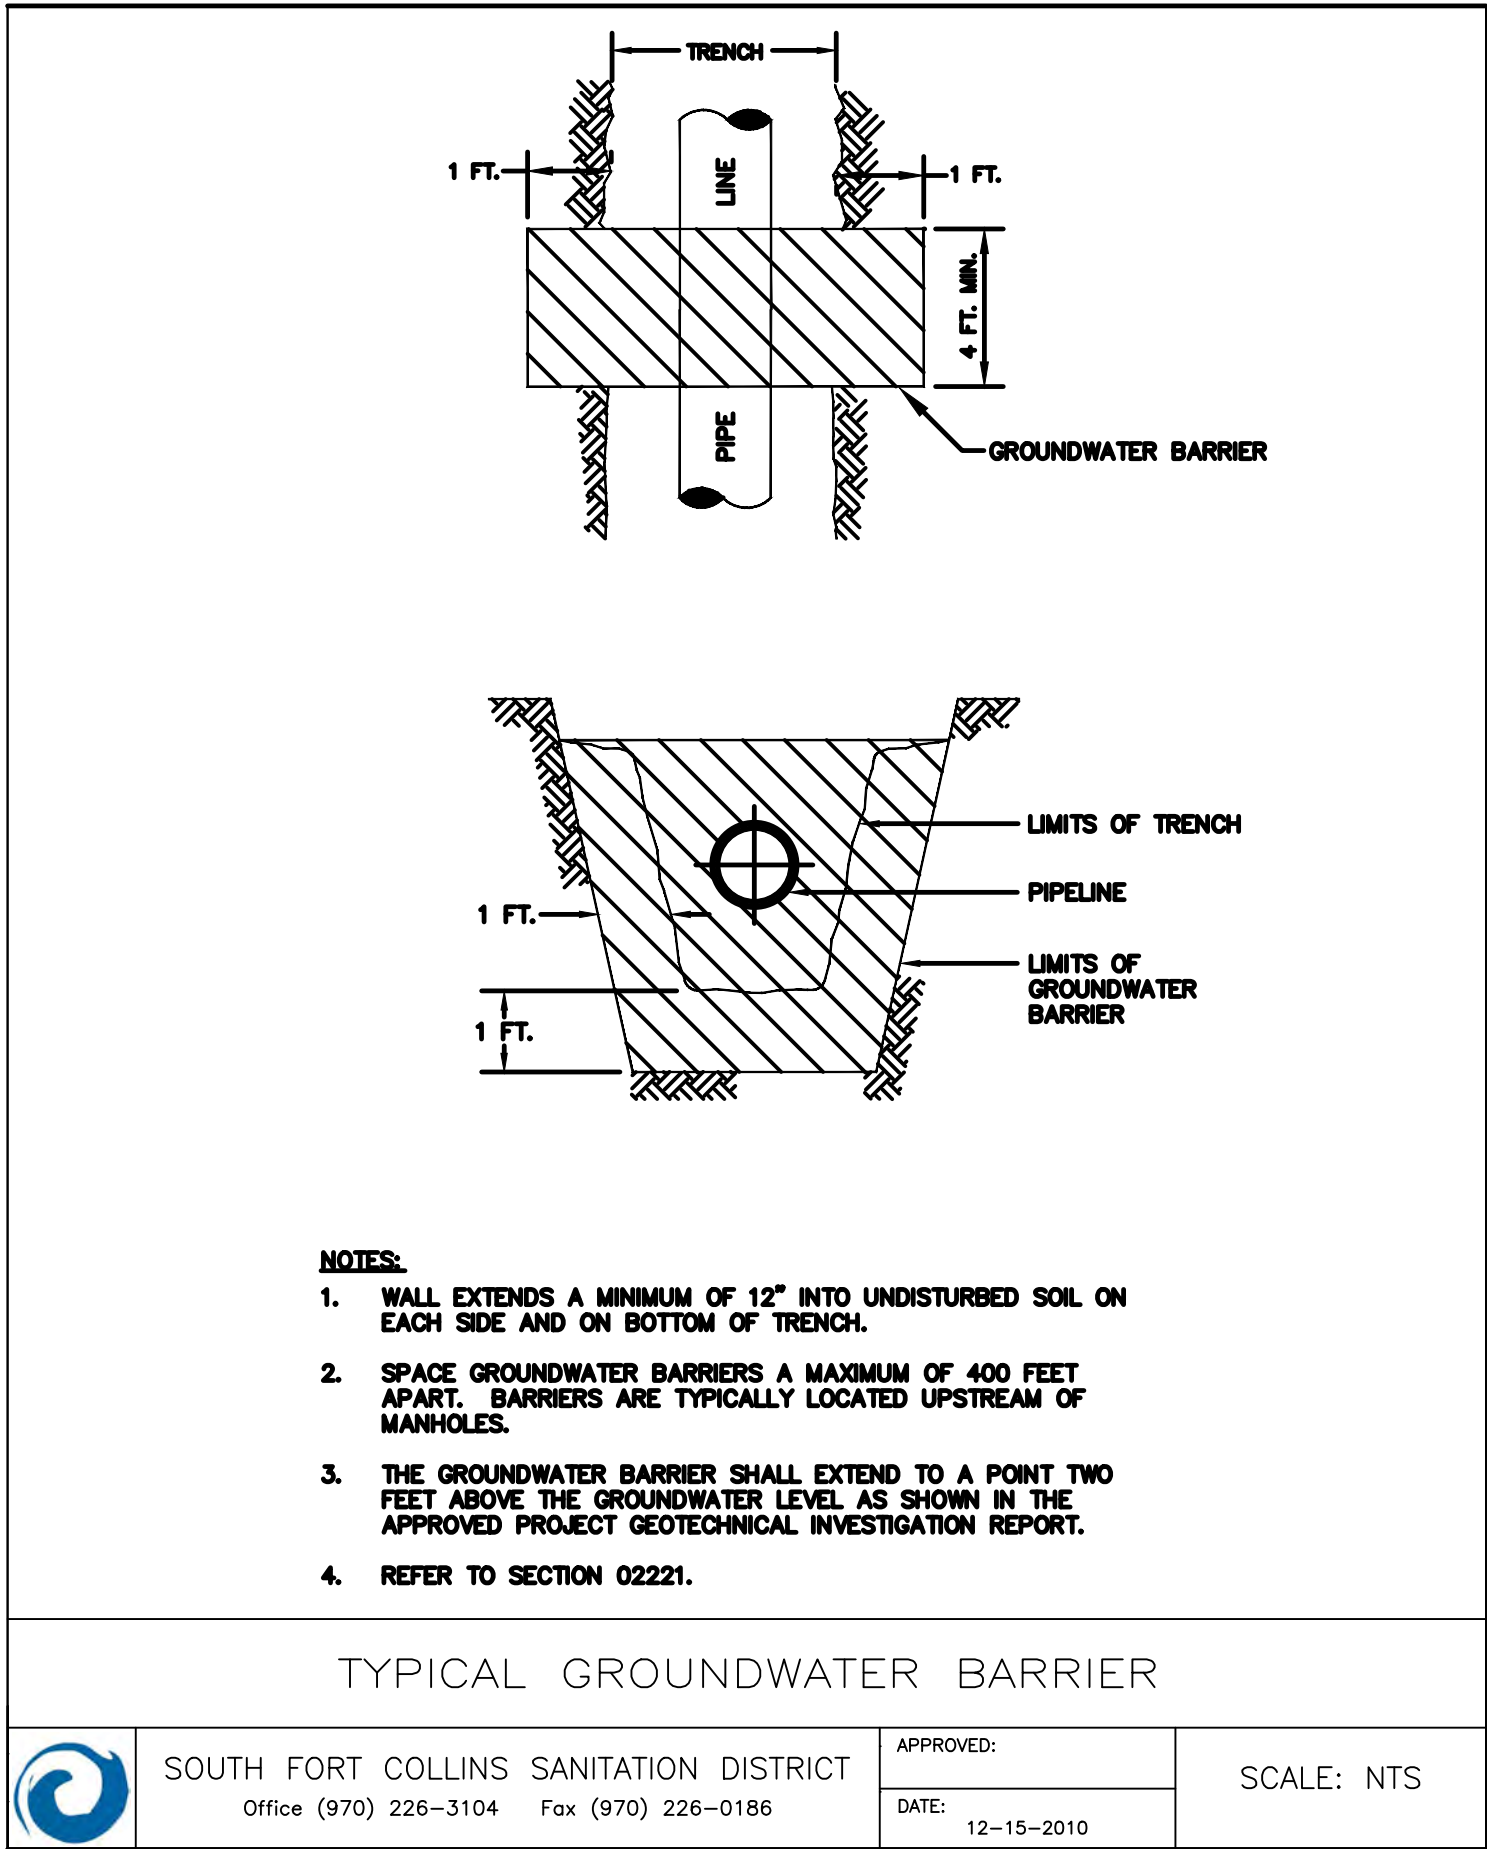 TRENCH
1 FT.
1 FT.
LINE
4 FT. MIN.
PIPE
GROUNDWATER BARRIER
LIMITS OF TRENCH
PIPELINE
1 FT.
LIMITS OF
GROUNDWATER
BARRIER
1 FT.
NOTES:
1. WALL EXTENDS A MINIMUM OF 12" INTO UNDISTURBED SOIL ON
EACH SIDE AND ON BOTTOM OF TRENCH.
2. SPACE GROUNDWATER BARRIERS A MAXIMUM OF 400 FEET
APART. BARRIERS ARE TYPICALLY LOCATED UPSTREAM OF
MANHOLES.
3. THE GROUNDWATER BARRIER SHALL EXTEND TO A POINT TWO
FEET ABOVE THE GROUNDWATER LEVEL AS SHOWN IN THE
APPROVED PROJECT GEOTECHNICAL INVESTIGATION REPORT.
4. REFER TO SECTION 02221.
TYPICAL GROUNDWATER BARRIER
SOUTH FORT COLLINS SANITATION DISTRICT
Office (970) 226-3104 Fax (970) 226-0186
APPROVED:
DATE:
12-15-2010
SCALE: NTS